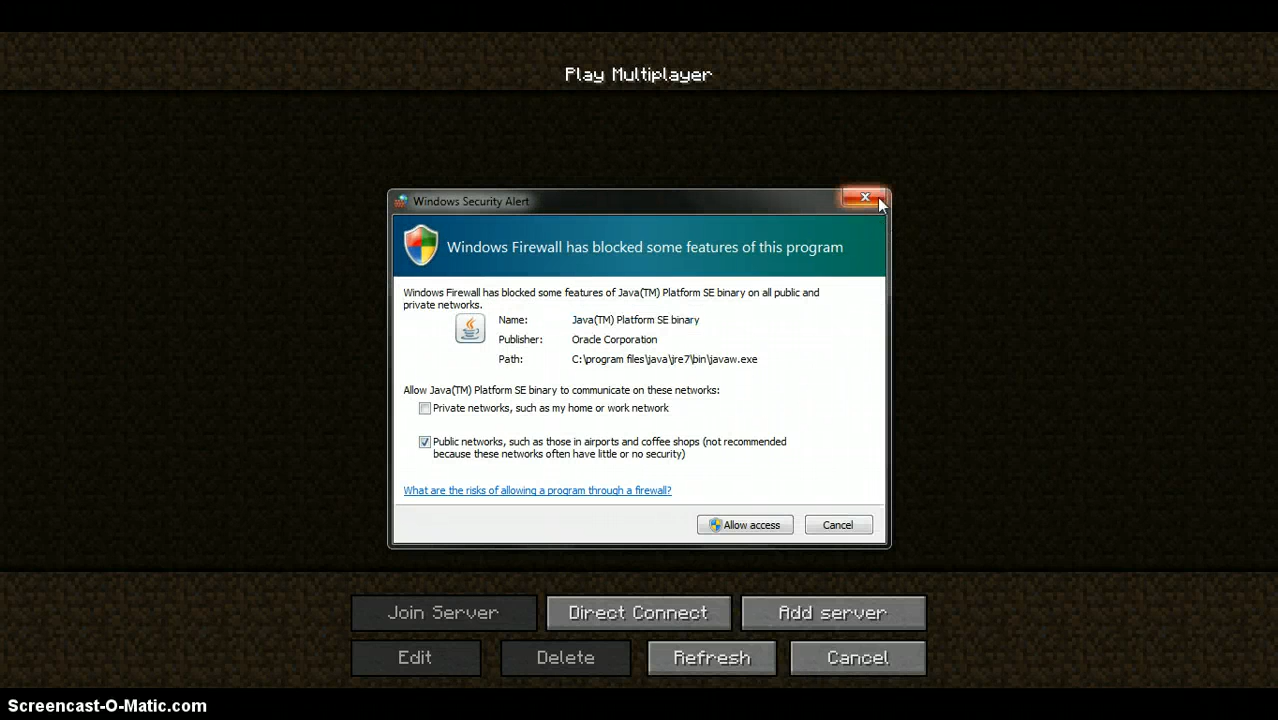 Play Multiplayer
Windows Security Alert
x
Windows Firewall has blocked some features of this program
Windows Firewall has blocked some features of Java(TM) Platform SE binary on all public and
private networks.
Name: Java(TM) Platform SE binary
Publisher: Oracle Corporation
Path: C:\program files\java\jre7\bin\javaw.exe
Allow Java(TM) Platform SE binary to communicate on these networks:
Private networks, such as my home or work network
Public networks, such as those in airports and coffee shops (not recommended
because these networks often have little or no security)
What are the risks of allowing a program through a firewall?
Allow access Cancel
Join Server Direct Connect Add server
Edit Delete Refresh Cancel
Screencast-O-Matic.com